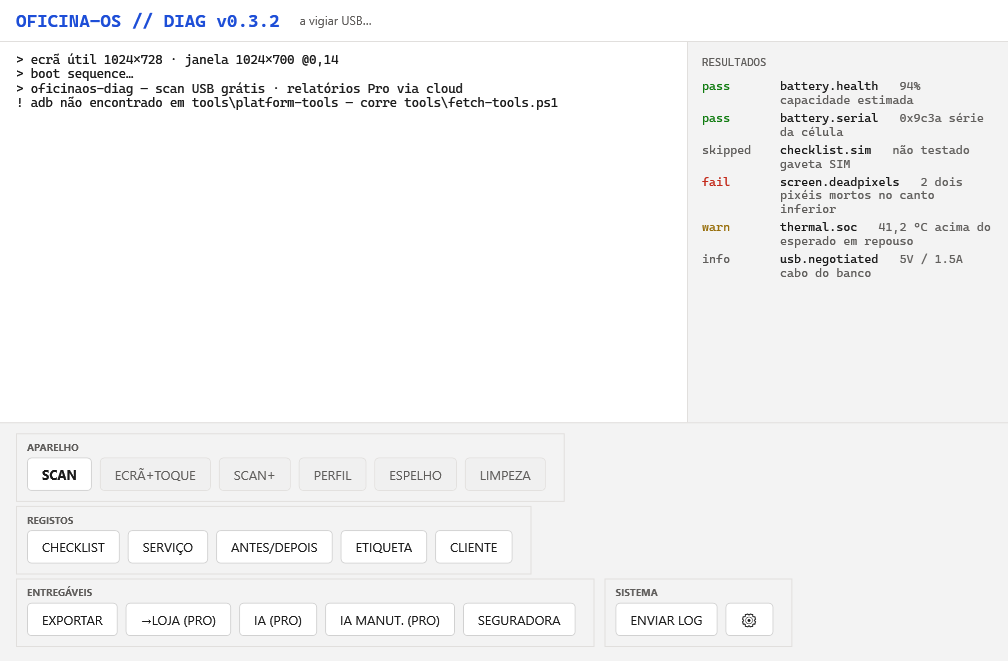 OFICINA-OS // DIAG v0.3.2 a vigiar USB...
> ecrã útil 1024×728 · janela 1024×700 @0,14
> boot sequence…
> oficinaos-diag — scan USB grátis · relatórios Pro via cloud
! adb não encontrado em tools\platform-tools — corre tools\fetch-tools.ps1
RESULTADOS
pass battery.health 94%
capacidade estimada
pass battery.serial 0x9c3a série
da célula
skipped checklist.sim não testado
gaveta SIM
fail screen.deadpixels 2 dois
pixéis mortos no canto
inferior
warn thermal.soc 41,2 ºC acima do
esperado em repouso
info usb.negotiated 5V / 1.5A
cabo do banco
APARELHO
SCAN ECRÃ+TOQUE SCAN+ PERFIL ESPELHO LIMPEZA
REGISTOS
CHECKLIST SERVIÇO ANTES/DEPOIS ETIQUETA CLIENTE
ENTREGÁVEIS
EXPORTAR →LOJA (PRO) IA (PRO) IA MANUT. (PRO) SEGURADORA
SISTEMA
ENVIAR LOG